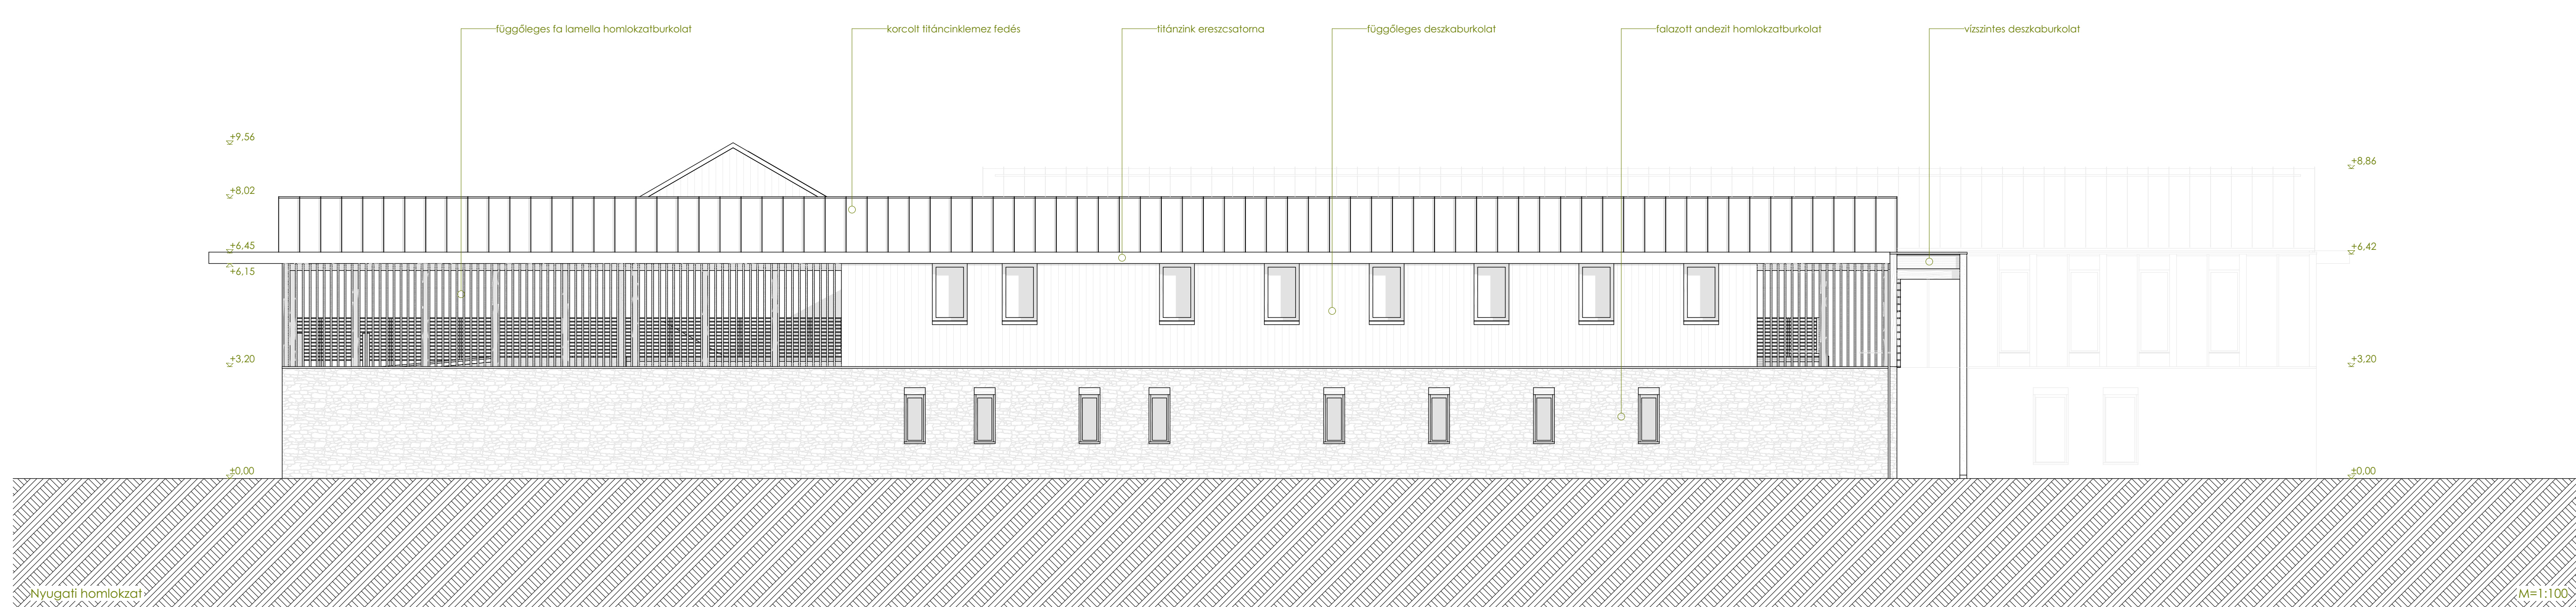 függőleges fa lamella homlokzatburkolat
korcolt titáncinklemez fedés
titánzink ereszcsatorna
függőleges deszkaburkolat
falazott andezit homlokzatburkolat
vízszintes deszkaburkolat
+9,56
+8,86
+8,02
+6,45
+6,42
+6,15
+3,20
+3,20
±0,00
±0,00
Nyugati homlokzat
M=1:100